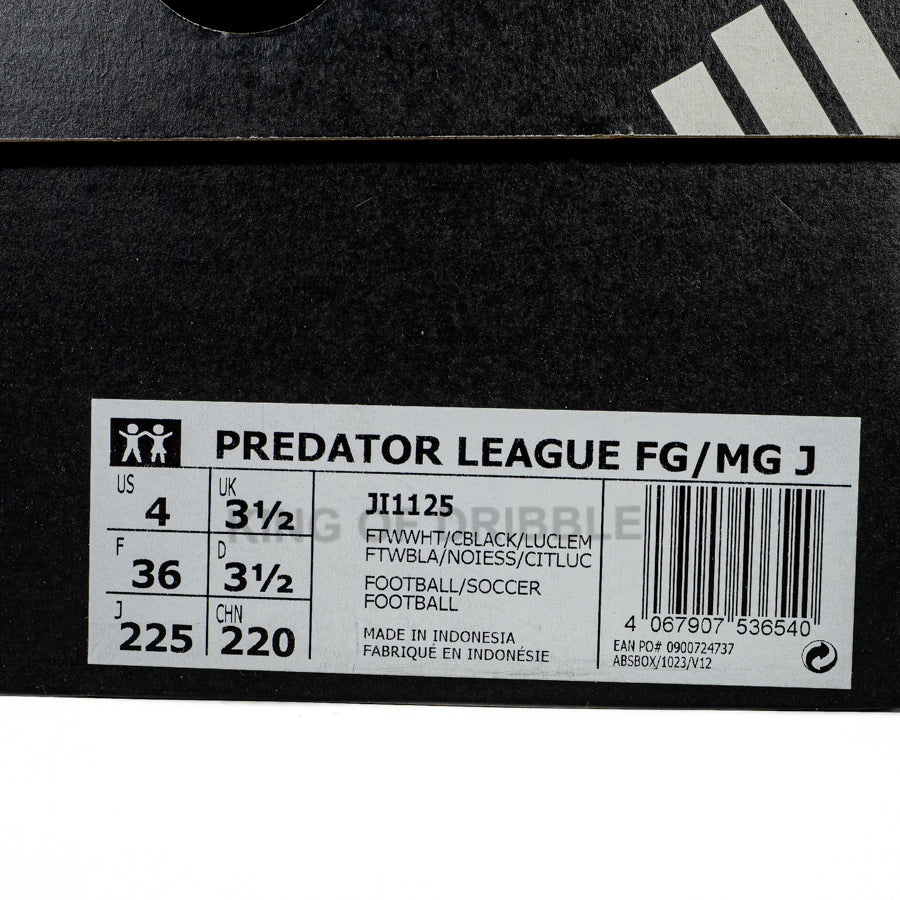 PREDATOR LEAGUE FG/MG J
US 4
UK 3½
F 36
D 3½
J 225
CHN 220
JI1125
KING OF DRIBBLE
FTWWHT/CBLACK/LUCLEM
FTWBLA/NOIESS/CITLUC
FOOTBALL/SOCCER
FOOTBALL
MADE IN INDONESIA
FABRIQUÉ EN INDONÉSIE
4 067907 536540
EAN PO# 0900724737
ABSBOX/1023/V12